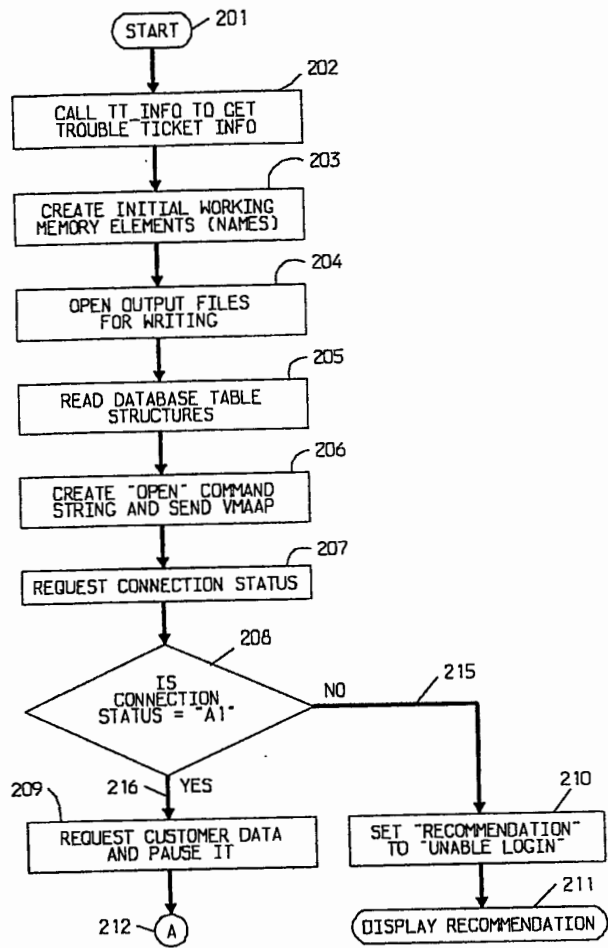 START
201
202
CALL TT_INFO TO GET
TROUBLE TICKET INFO
203
CREATE INITIAL WORKING
MEMORY ELEMENTS (NAMES)
204
OPEN OUTPUT FILES
FOR WRITING
205
READ DATABASE TABLE
STRUCTURES
206
CREATE "OPEN" COMMAND
STRING AND SEND VMAAP
207
REQUEST CONNECTION STATUS
208
IS
CONNECTION
STATUS = "A1"
NO
215
216
YES
209
REQUEST CUSTOMER DATA
AND PAUSE IT
210
SET "RECOMMENDATION"
TO "UNABLE LOGIN"
211
212
A
DISPLAY RECOMMENDATION